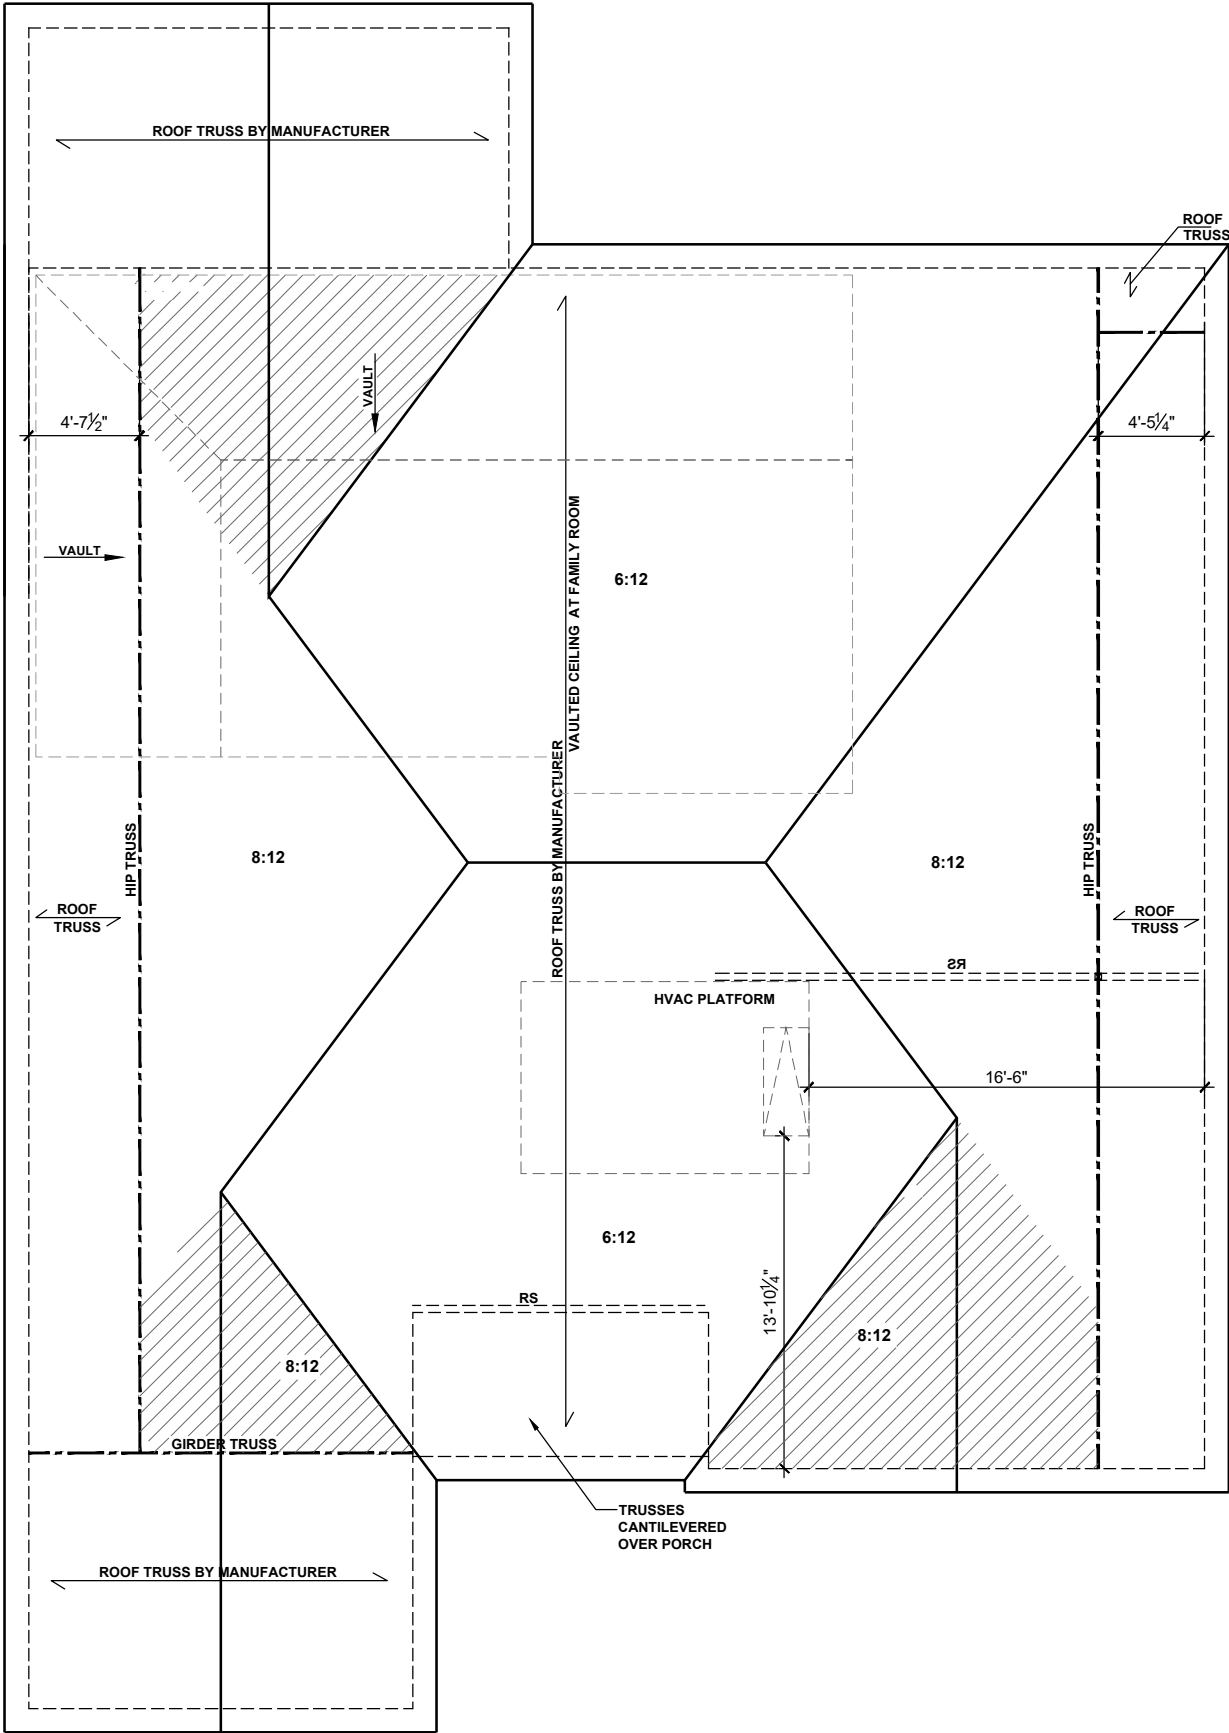 ROOF TRUSS BY MANUFACTURER
ROOF
TRUSS
VAULT
4'-7½"
4'-5¼"
VAULT
VAULTED CEILING AT FAMILY ROOM
6:12
ROOF TRUSS BY MANUFACTURER
HIP TRUSS
8:12
8:12
HIP TRUSS
ROOF
TRUSS
ROOF
TRUSS
RS
HVAC PLATFORM
16'-6"
6:12
13'-10¼"
RS
8:12
8:12
GIRDER TRUSS
TRUSSES
CANTILEVERED
OVER PORCH
ROOF TRUSS BY MANUFACTURER